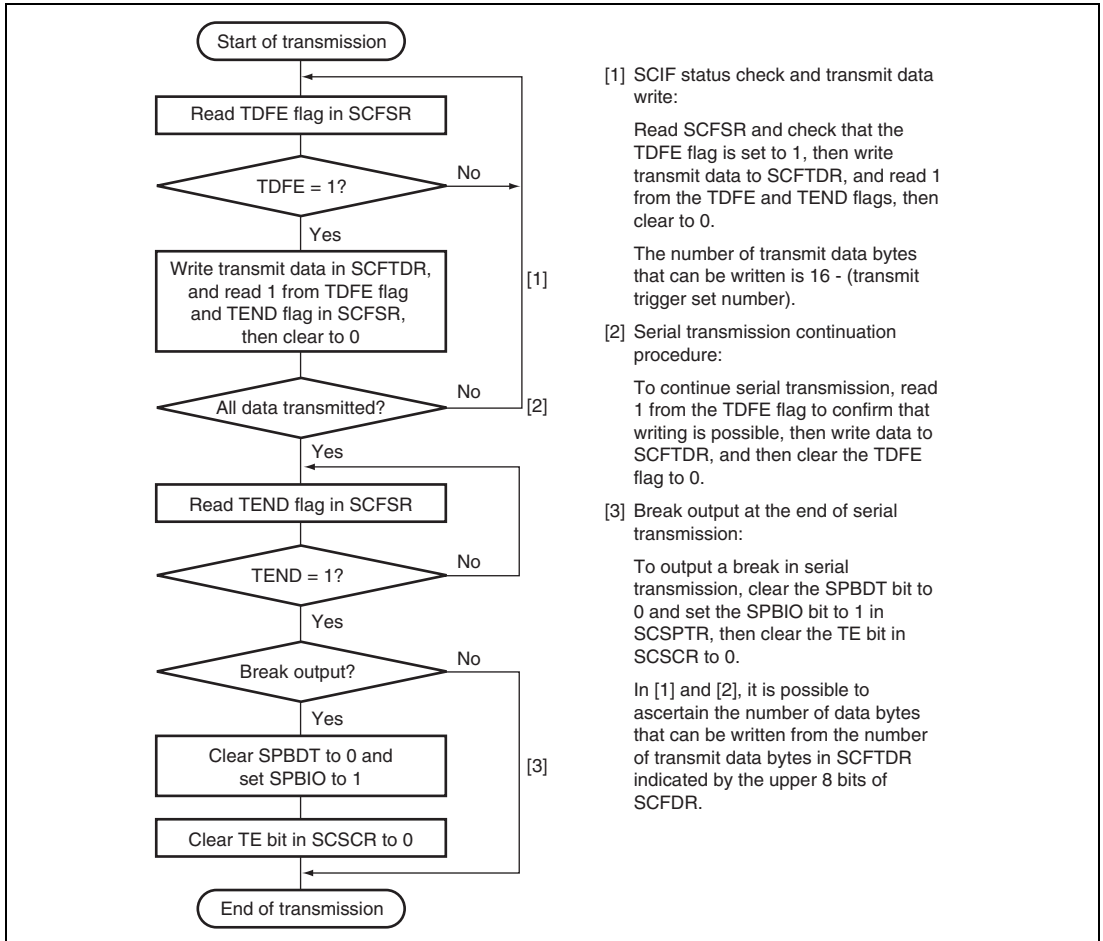 Start of transmission
Read TDFE flag in SCFSR
TDFE = 1?
No
Yes
Write transmit data in SCFTDR,
and read 1 from TDFE flag
and TEND flag in SCFSR,
then clear to 0
[1]
All data transmitted?
No
[2]
Yes
Read TEND flag in SCFSR
TEND = 1?
No
Yes
Break output?
No
Yes
Clear SPBDT to 0 and
set SPBIO to 1
[3]
Clear TE bit in SCSCR to 0
End of transmission
[1] SCIF status check and transmit data
write:
Read SCFSR and check that the
TDFE flag is set to 1, then write
transmit data to SCFTDR, and read 1
from the TDFE and TEND flags, then
clear to 0.
The number of transmit data bytes
that can be written is 16 - (transmit
trigger set number).
[2] Serial transmission continuation
procedure:
To continue serial transmission, read
1 from the TDFE flag to confirm that
writing is possible, then write data to
SCFTDR, and then clear the TDFE
flag to 0.
[3] Break output at the end of serial
transmission:
To output a break in serial
transmission, clear the SPBDT bit to
0 and set the SPBIO bit to 1 in
SCSPTR, then clear the TE bit in
SCSCR to 0.
In [1] and [2], it is possible to
ascertain the number of data bytes
that can be written from the number
of transmit data bytes in SCFTDR
indicated by the upper 8 bits of
SCFDR.